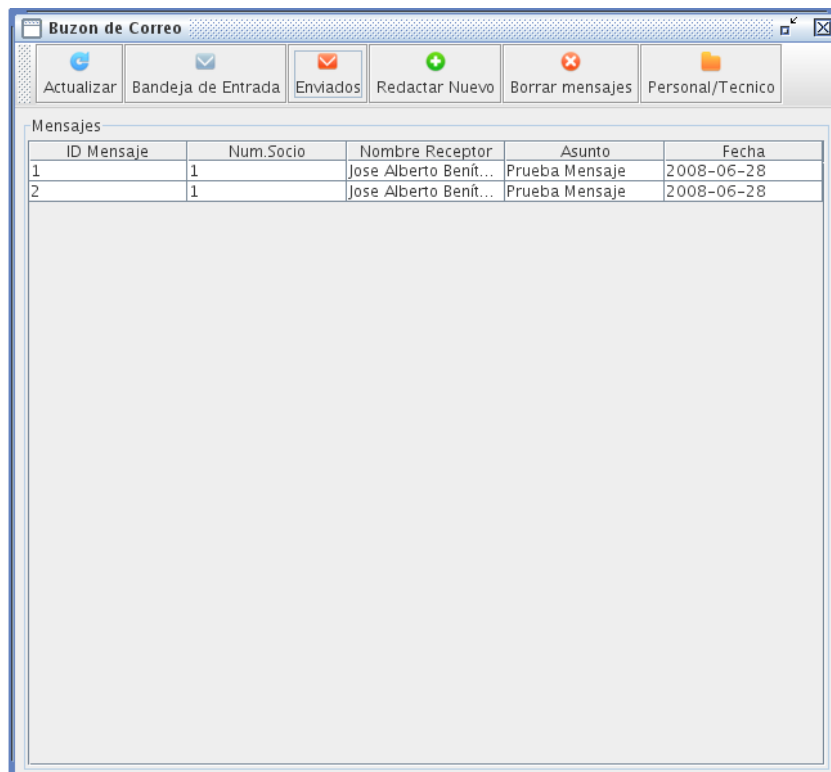 Buzon de Correo
Actualizar Bandeja de Entrada Enviados Redactar Nuevo Borrar mensajes Personal/Tecnico
Mensajes
ID Mensaje Num.Socio Nombre Receptor Asunto Fecha
1 1 Jose Alberto Benít... Prueba Mensaje 2008-06-28
2 1 Jose Alberto Benít... Prueba Mensaje 2008-06-28